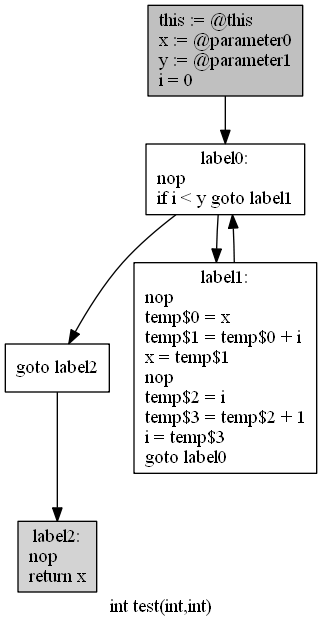 this := @this
x := @parameter0
y := @parameter1
i = 0
label0:
nop
if i < y goto label1
label1:
nop
temp$0 = x
temp$1 = temp$0 + i
x = temp$1
nop
temp$2 = i
temp$3 = temp$2 + 1
i = temp$3
goto label0
goto label2
label2:
nop
return x
int test(int,int)